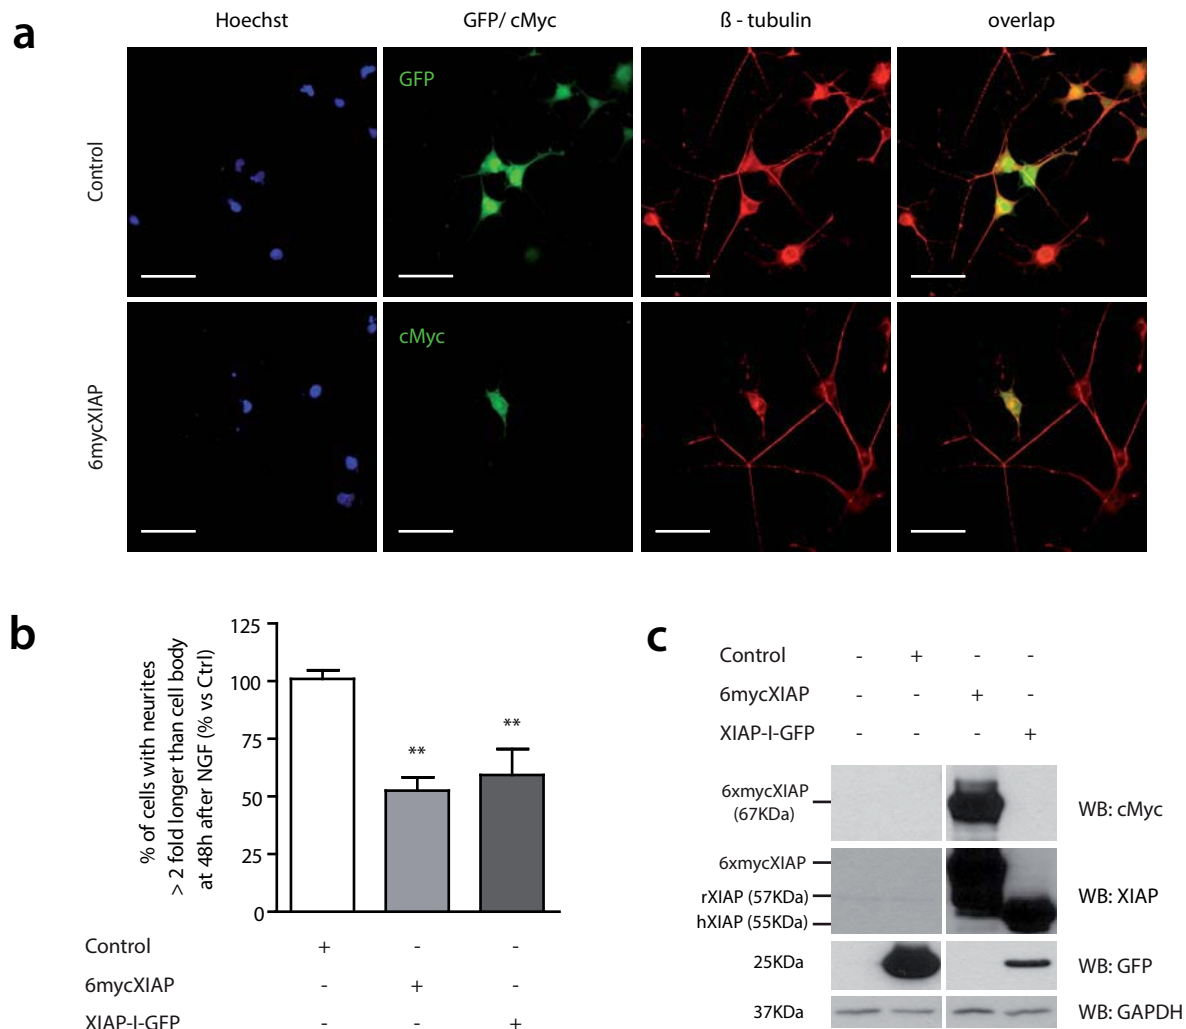 a
Hoechst GFP/ cMyc ß - tubulin overlap
Control
GFP
6mycXIAP
cMyc
b
% of cells with neurites
> 2 fold longer than cell body
at 48h after NGF (% vs Ctrl)
125
100
75
50
25
0
**
**
Control + - -
6mycXIAP - + -
XIAP-I-GFP - - +
c
Control - + - -
6mycXIAP - - + -
XIAP-I-GFP - - - +
6xmycXIAP
(67KDa)
WB: cMyc
6xmycXIAP
rXIAP (57KDa)
hXIAP (55KDa)
WB: XIAP
25KDa WB: GFP
37KDa WB: GAPDH